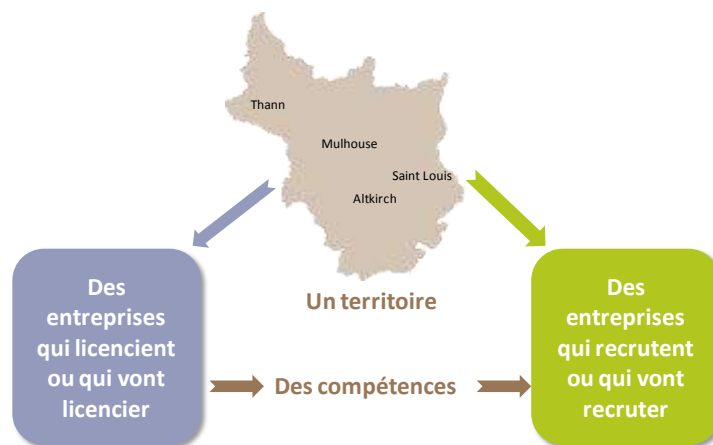 Thann
Mulhouse
Saint Louis
Altkirch
Un territoire
Des
entreprises
qui licencient
ou qui vont
licencier
Des compétences
Des
entreprises
qui recrutent
ou qui vont
recruter